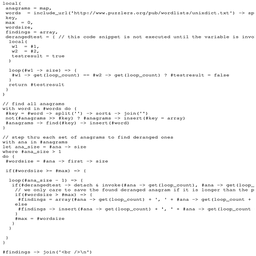 local(
anagrams = map,
words = include_url('http://www.puzzlers.org/pub/wordlists/unixdict.txt') -> sp
key,
max = 0,
wordsize,
findings = array,
derangedtest = { // this code snippet is not executed until the variable is invo
local(
w1 = #1,
w2 = #2,
testresult = true
)
loop(#w1 -> size) => {
#w1 -> get(loop_count) == #w2 -> get(loop_count) ? #testresult = false
}
return #testresult
}
)
// find all anagrams
with word in #words do {
#key = #word -> split('') -> sort& -> join('')
not(#anagrams >> #key) ? #anagrams -> insert(#key = array)
#anagrams -> find(#key) -> insert(#word)
}
// step thru each set of anagrams to find deranged ones
with ana in #anagrams
let ana_size = #ana -> size
where #ana_size > 1
do {
#wordsize = #ana -> first -> size
if(#wordsize >= #max) => {
loop(#ana_size - 1) => {
if(#derangedtest -> detach & invoke(#ana -> get(loop_count), #ana -> get(loop_
// we only care to save the found deranged anagram if it is longer than the p
if(#wordsize > #max) => {
#findings = array(#ana -> get(loop_count) + ', ' + #ana -> get(loop_count +
else
#findings -> insert(#ana -> get(loop_count) + ', ' + #ana -> get(loop_count
}
#max = #wordsize
}
}
}
}
#findings -> join('<br />\n')